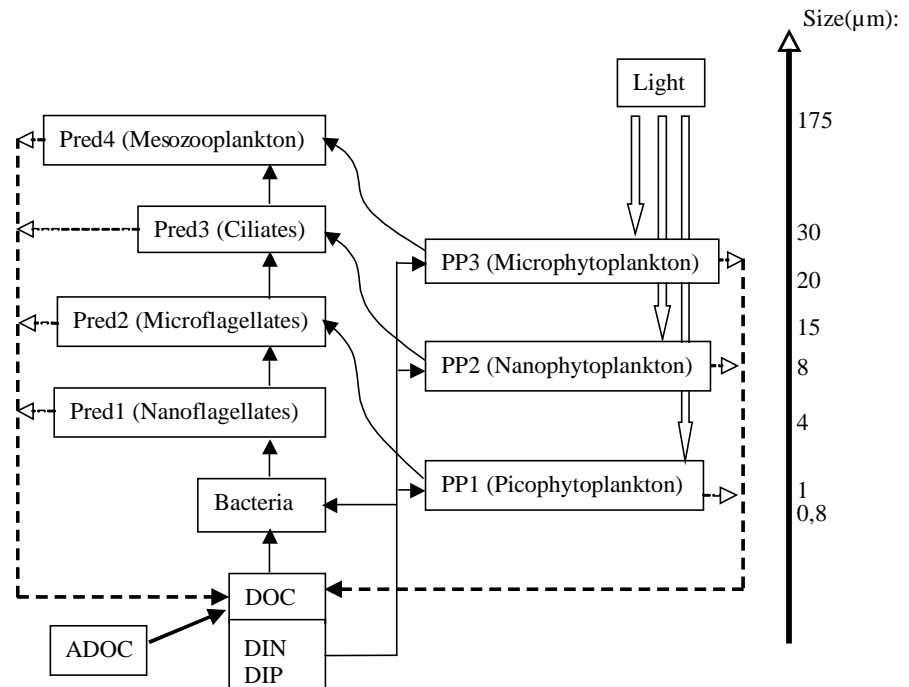 Size(µm):
Light
175
Pred4 (Mesozooplankton)
Pred3 (Ciliates)
30
PP3 (Microphytoplankton)
20
Pred2 (Microflagellates)
15
PP2 (Nanophytoplankton)
8
Pred1 (Nanoflagellates)
4
PP1 (Picophytoplankton)
1
Bacteria
0,8
DOC
ADOC
DIN
DIP